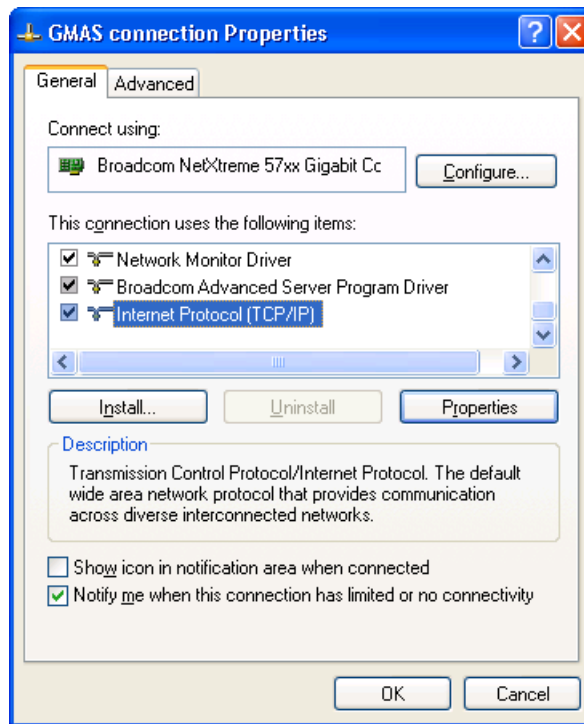 GMAS connection Properties
General
Advanced
Connect using:
Broadcom NetXtreme 57xx Gigabit Cc
Configure...
This connection uses the following items:
Network Monitor Driver
Broadcom Advanced Server Program Driver
Internet Protocol (TCP/IP)
Install...
Uninstall
Properties
Description
Transmission Control Protocol/Internet Protocol. The default
wide area network protocol that provides communication
across diverse interconnected networks.
Show icon in notification area when connected
Notify me when this connection has limited or no connectivity
OK
Cancel